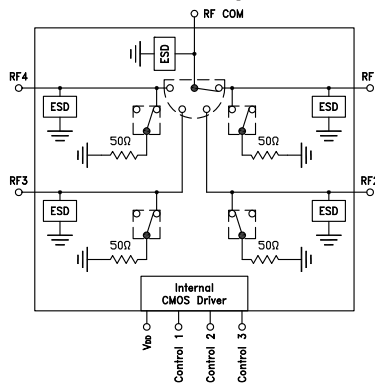 RF COM
ESD
RF4
RF
ESD
ESD
50Ω
50Ω
RF3
RF2
ESD
ESD
50Ω
50Ω
Internal
CMOS Driver
VDD
Control 1
Control 2
Control 3